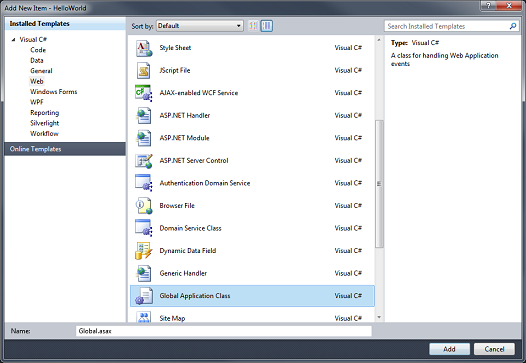 Add New Item - HelloWorld
Installed Templates
Visual C#
Code
Data
General
Web
Windows Forms
WPF
Reporting
Silverlight
Workflow
Online Templates
Sort by: Default
Style Sheet Visual C#
JScript File Visual C#
AJAX-enabled WCF Service Visual C#
ASP.NET Handler Visual C#
ASP.NET Module Visual C#
ASP.NET Server Control Visual C#
Authentication Domain Service Visual C#
Browser File Visual C#
Domain Service Class Visual C#
Dynamic Data Field Visual C#
Generic Handler Visual C#
Global Application Class Visual C#
Site Map Visual C#
Search Installed Templates
Type: Visual C#
A class for handling Web Application
events
Name: Global.asax
Add Cancel